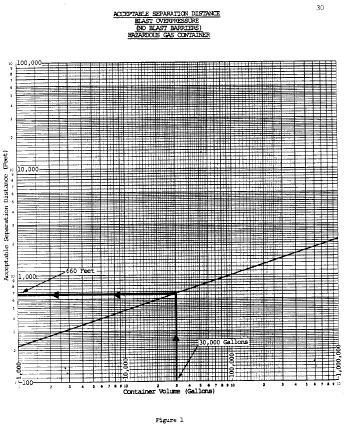 30
ACCEPTABLE SEPARATION DISTANCE
BLAST OVERPRESSURE
(NO BLAST BARRIERS)
HAZARDOUS GAS CONTAINER
100,000
10,000
1,000
100
Acceptable Separation Distance (Feet)
660 Feet
30,000 Gallons
1,000
10,000
100,000
1,000,000
Container Volume (Gallons)
Figure 1